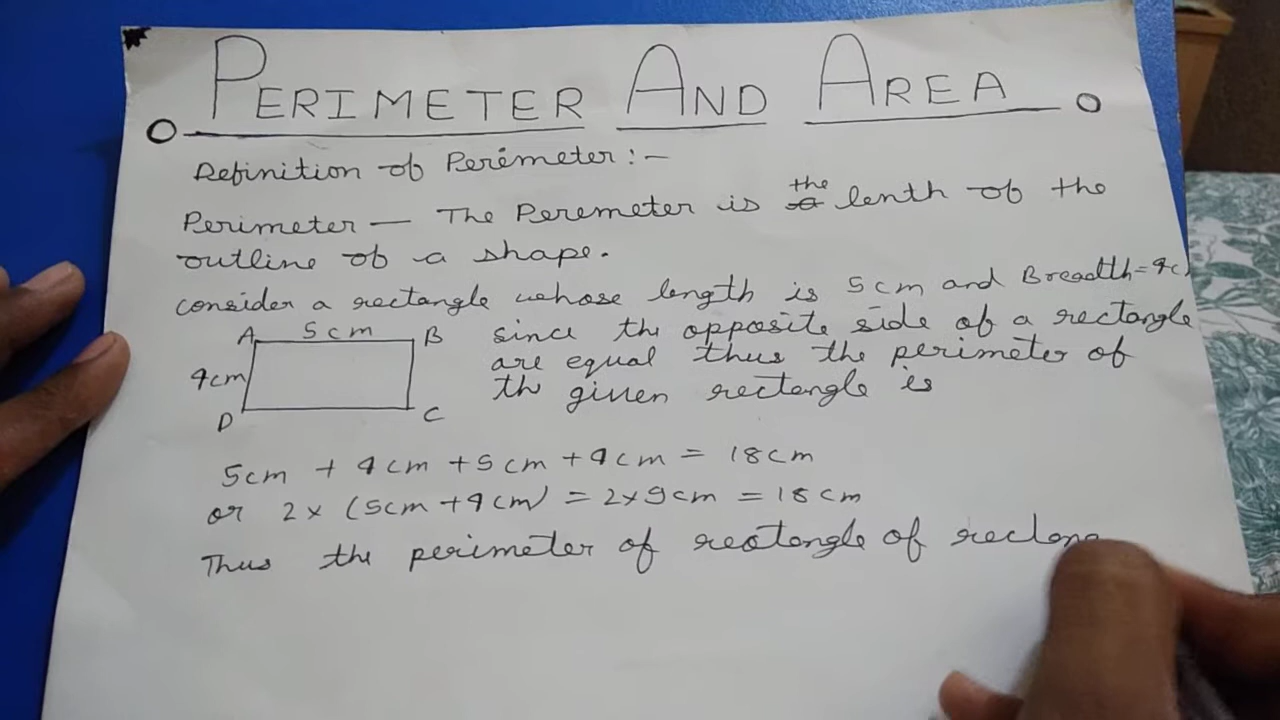 PERIMETER AND AREA
Definition of Perimeter :-
Perimeter — The Peremeter is the lenth of the
outline of a shape.
consider a rectangle whose length is 5cm and Breadth=4c
A 5cm B
4cm
D C
since the opposite side of a rectangle
are equal thus the perimeter of
th given rectangle is
5cm + 4cm + 5cm + 4cm = 18cm
or 2× (5cm+4cm) = 2×9cm = 18cm
Thus the perimeter of rectangle of